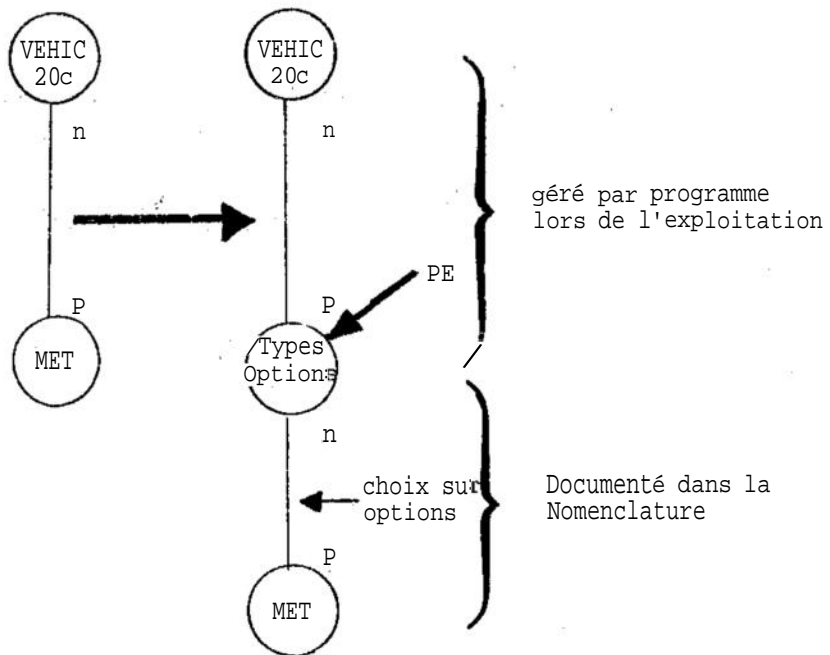 VEHIC
20c
n
P
MET
VEHIC
20c
n
P
PE
Types
Options
n
choix sur
options
P
MET
géré par programme
lors de l'exploitation
Documenté dans la
Nomenclature